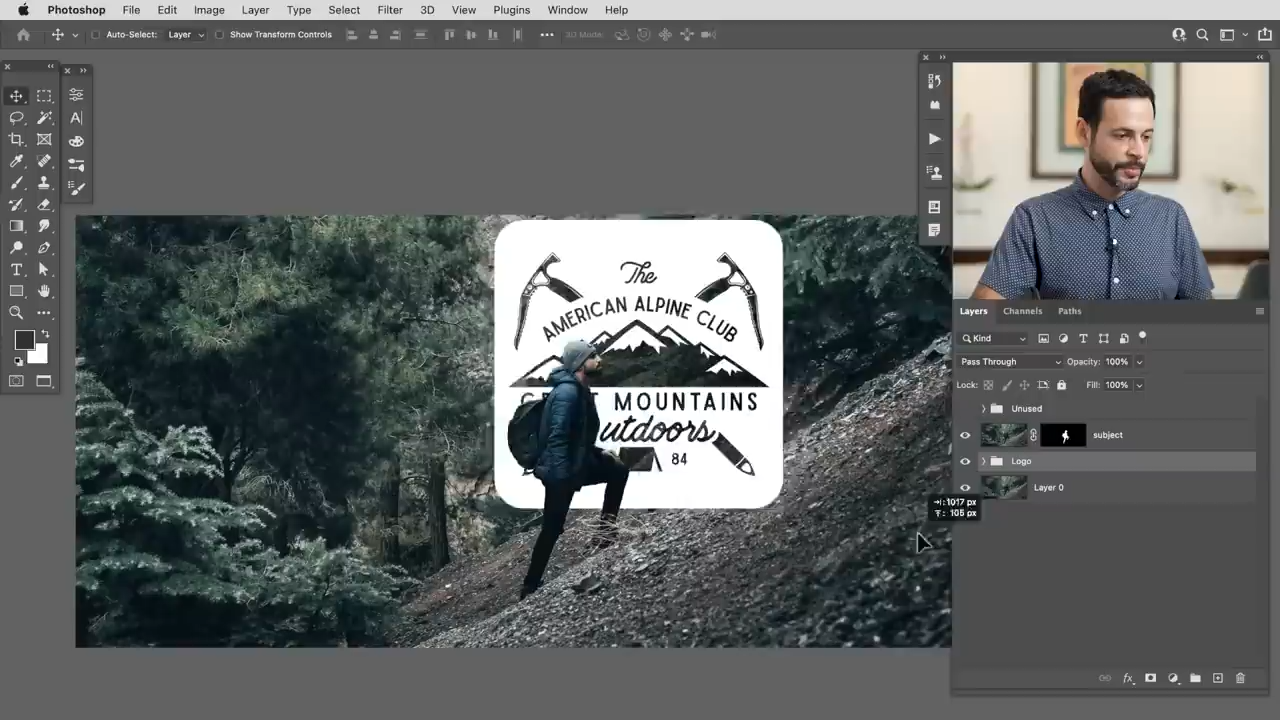 Photoshop File Edit Image Layer Type Select Filter 3D View Plugins Window Help
Auto-Select: Layer Show Transform Controls 3D Mode:
The
AMERICAN ALPINE CLUB
MOUNTAINS
utdoors
84
Layers Channels Paths
Kind
Pass Through Opacity: 100%
Lock: Fill: 100%
Unused
subject
Logo
Layer 0
1017 px
105 px